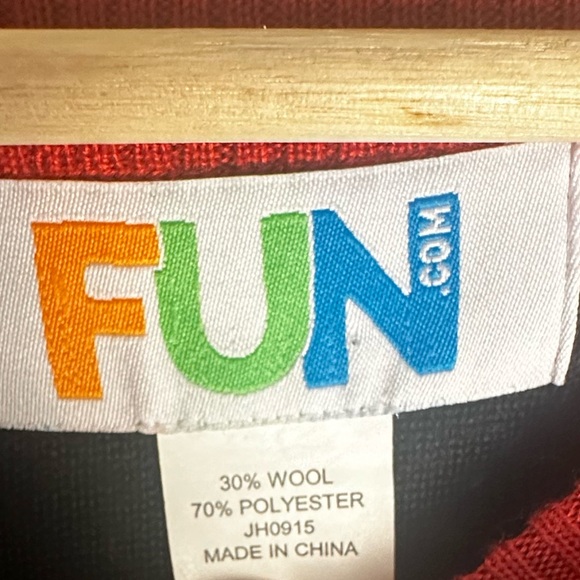 FUN
.COM
30% WOOL
70% POLYESTER
JH0915
MADE IN CHINA